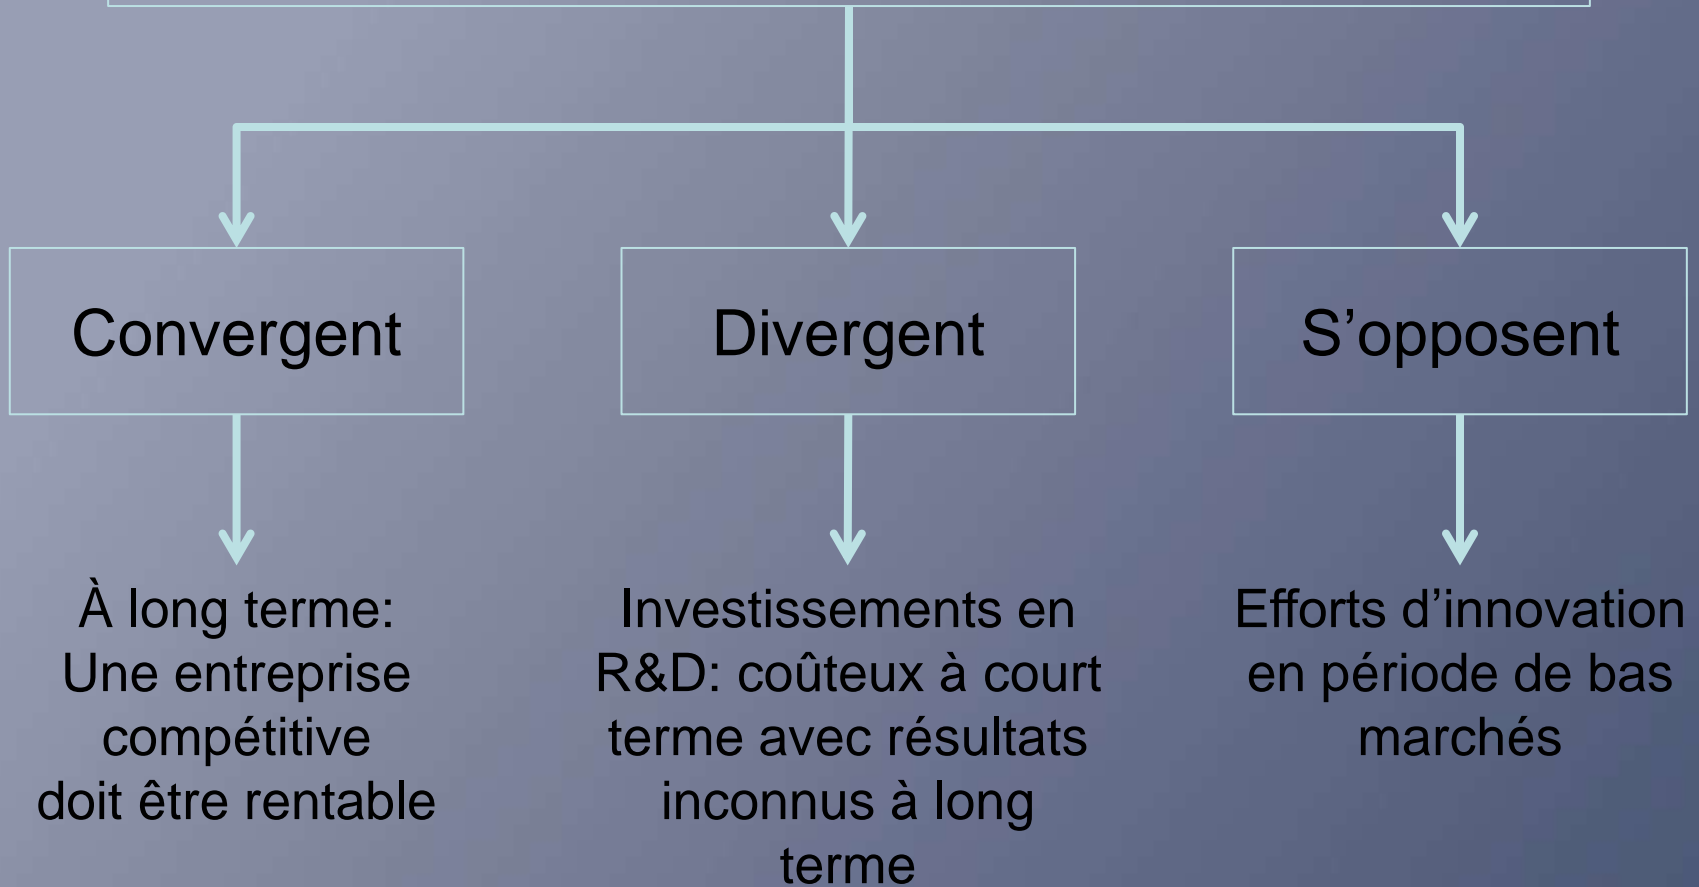 Convergent
Divergent
S’opposent
À long terme:
Une entreprise
compétitive
doit être rentable
Investissements en
R&D: coûteux à court
terme avec résultats
inconnus à long
terme
Efforts d’innovation
en période de bas
marchés